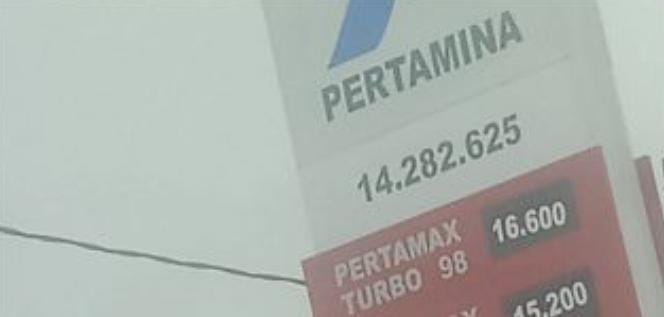 PERTAMINA
14.282.625
PERTAMAX
TURBO 98
16.600
15,200